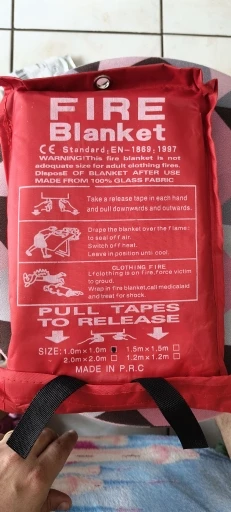 FIRE
Blanket
CE Standard: EN-1869:1997
WARNING! This fire blanket is not
adoquate size for adult clothing fires.
DisposE OF BLANKET AFTER USE
MADE FROM 100% GLASS FABRIC
Take a release tape in each hand
and pull downwards and outwards.
Drape the blanket over the flame:
to seal off air.
Switch off heat.
Leave in position until cool.
CLOTHING FIRE
Lf clothing is on fire, force victim
to groud.
Wrap in fire blanket, call medical aid
and treat for shock.
PULL TAPES
TO RELEASE
SIZE: 1.0m x 1.0m 1.5m x 1.5m
2.0m x 2.0m 1.2m x 1.2m
MADE IN P.R.C